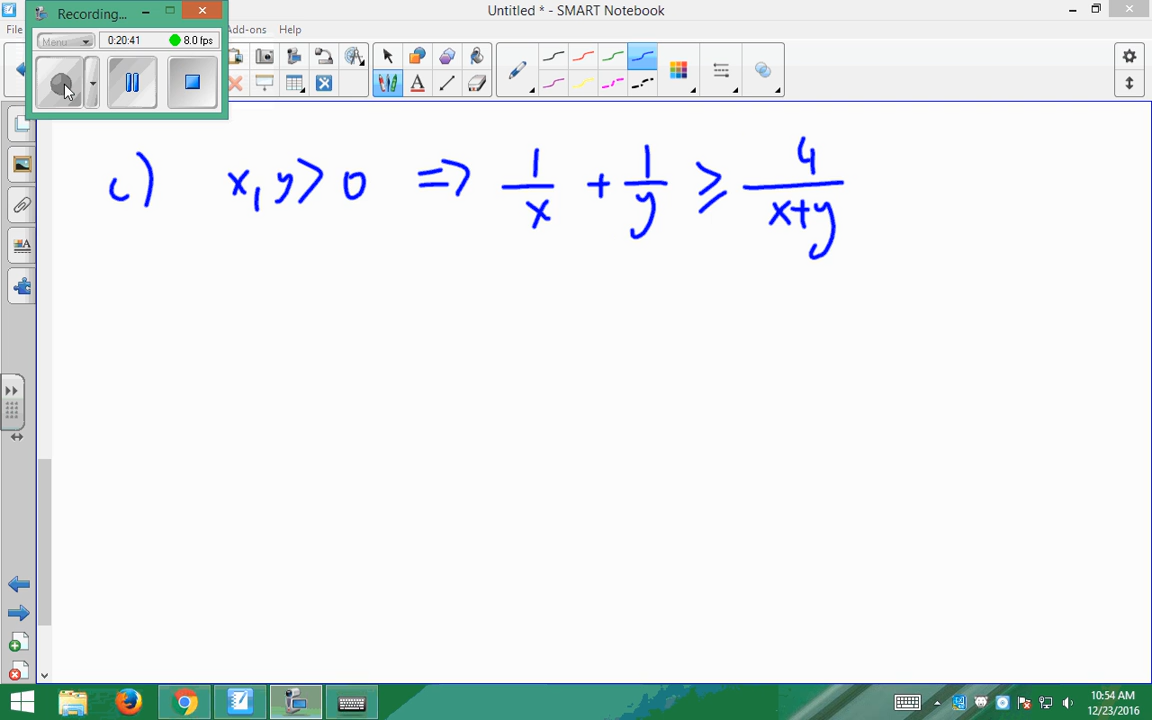 Untitled * - SMART Notebook
Recording...
File
Add-ons Help
Menu 0:20:41 8.0 fps
c) x, y > 0 => 1/x + 1/y ≥ 4/(x+y)
10:54 AM
12/23/2016